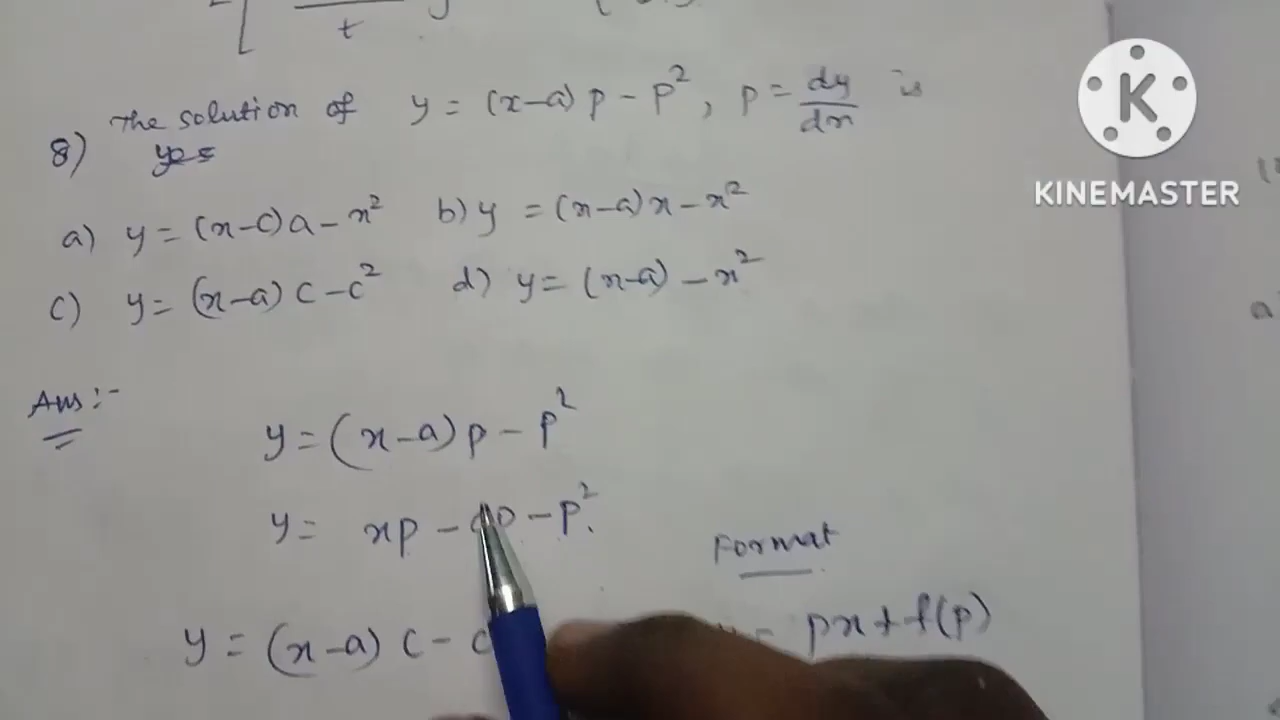 t
8) The solution of y = (x-a) p - p², p = dy/dx is
a) y = (x-c) a - x² b) y = (x-a) x - x²
c) y = (x-a) c - c² d) y = (x-a) - x²
Ans :-
y = (x-a) p - p²
y = xp - - p².
Format
y = (x-a) c - c
= px + f(p)
K
KINEMASTER
a